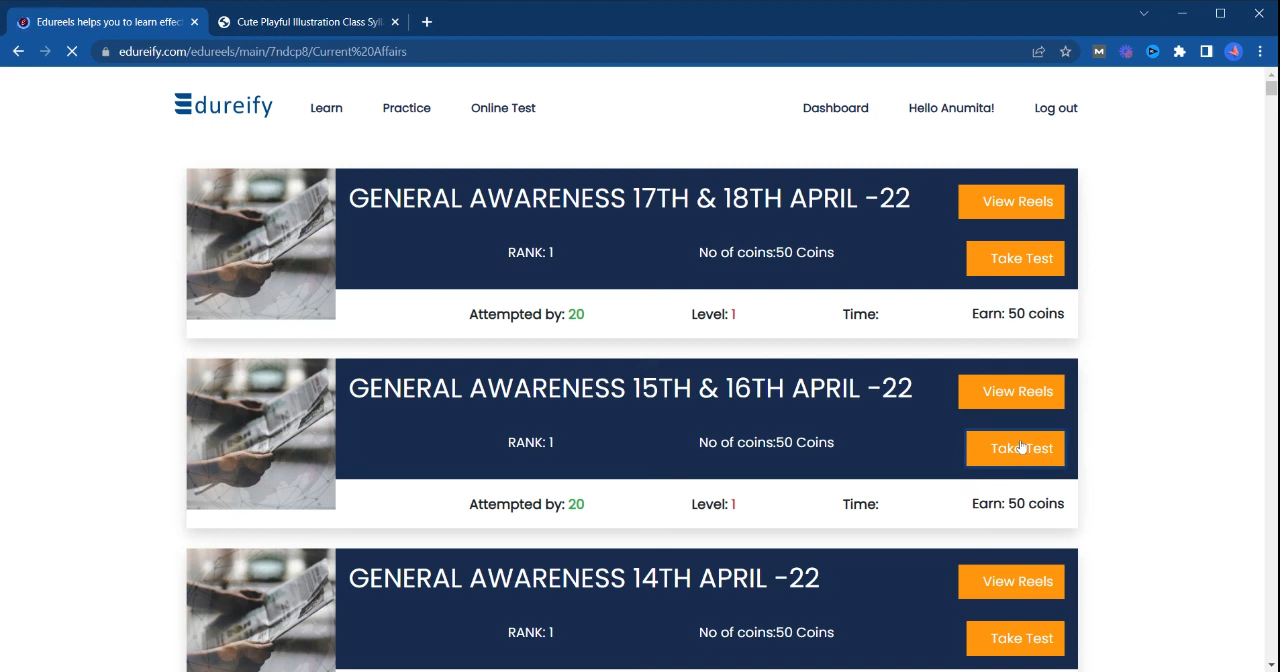 Edureels helps you to learn effec
Cute Playful Illustration Class Syll
edureify.com/edureels/main/7ndcp8/Current%20Affairs
Edureify
Learn
Practice
Online Test
Dashboard
Hello Anumita!
Log out
GENERAL AWARENESS 17TH & 18TH APRIL -22
View Reels
RANK: 1
No of coins:50 Coins
Take Test
Attempted by: 20
Level: 1
Time:
Earn: 50 coins
GENERAL AWARENESS 15TH & 16TH APRIL -22
View Reels
RANK: 1
No of coins:50 Coins
Take Test
Attempted by: 20
Level: 1
Time:
Earn: 50 coins
GENERAL AWARENESS 14TH APRIL -22
View Reels
RANK: 1
No of coins:50 Coins
Take Test